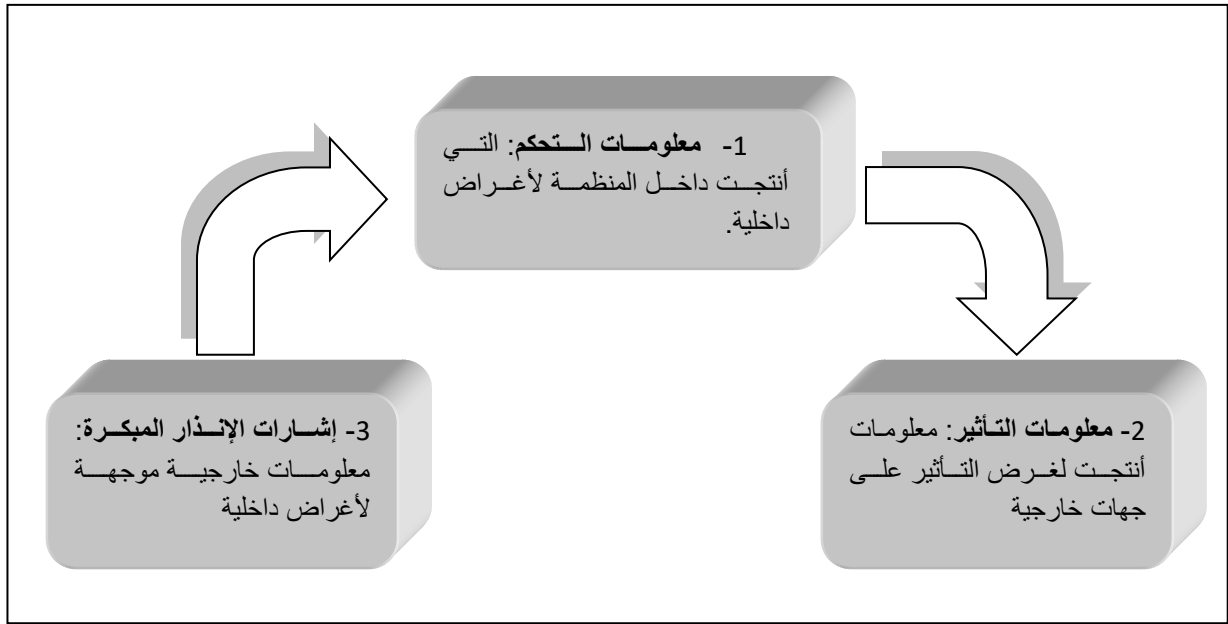 1- معلومات التحكم: التي
أنتجت داخل المنظمة لأغراض
داخلية.
2- معلومات التأثير: معلومات
أنتجت لغرض التأثير على
جهات خارجية
3- إشارات الإنذار المبكرة:
معلومات خارجية موجهة
لأغراض داخلية